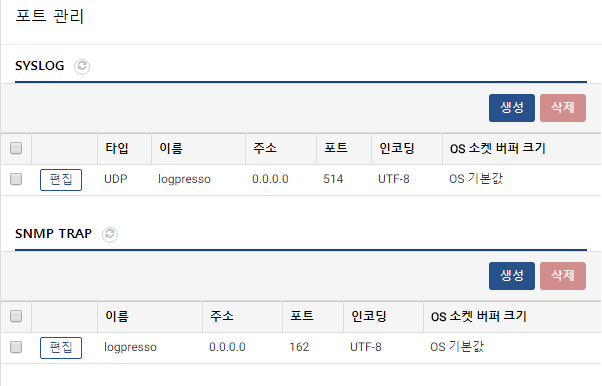 포트 관리
SYSLOG
생성 삭제
타입 이름 주소 포트 인코딩 OS 소켓 버퍼 크기
편집 UDP logpresso 0.0.0.0 514 UTF-8 OS 기본값
SNMP TRAP
생성 삭제
이름 주소 포트 인코딩 OS 소켓 버퍼 크기
편집 logpresso 0.0.0.0 162 UTF-8 OS 기본값